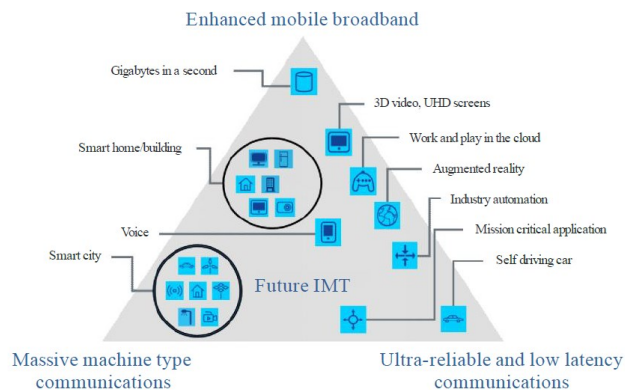 Enhanced mobile broadband
Gigabytes in a second
3D video, UHD screens
Smart home/building
Work and play in the cloud
Augmented reality
Industry automation
Voice
Mission critical application
Smart city
Self driving car
Future IMT
Massive machine type
communications
Ultra-reliable and low latency
communications